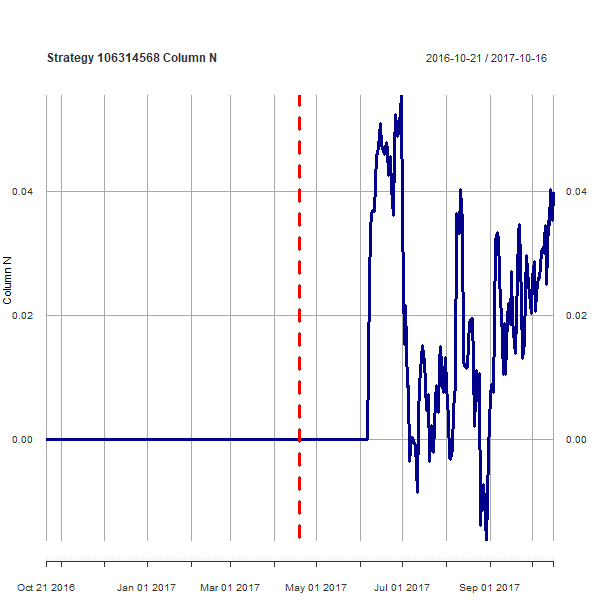 Strategy 106314568 Column N
2016-10-21 / 2017-10-16
Column N
0.04
0.02
0.00
0.04
0.02
0.00
Oct 21 2016
Jan 01 2017
Mar 01 2017
May 01 2017
Jul 01 2017
Sep 01 2017